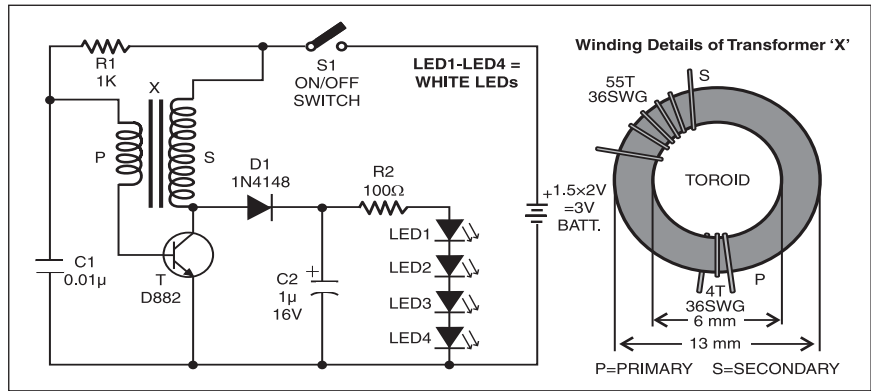 R1
1K
X
P
S
S1
ON/OFF
SWITCH
LED1-LED4 =
WHITE LEDs
D1
1N4148
R2
100Ω
C1
0.01µ
T
D882
C2
1µ
16V
+
LED1
LED2
LED3
LED4
+
1.5×2V
=3V
BATT.
Winding Details of Transformer ‘X’
55T
36SWG
S
TOROID
P
4T
36SWG
6 mm
13 mm
P=PRIMARY S=SECONDARY